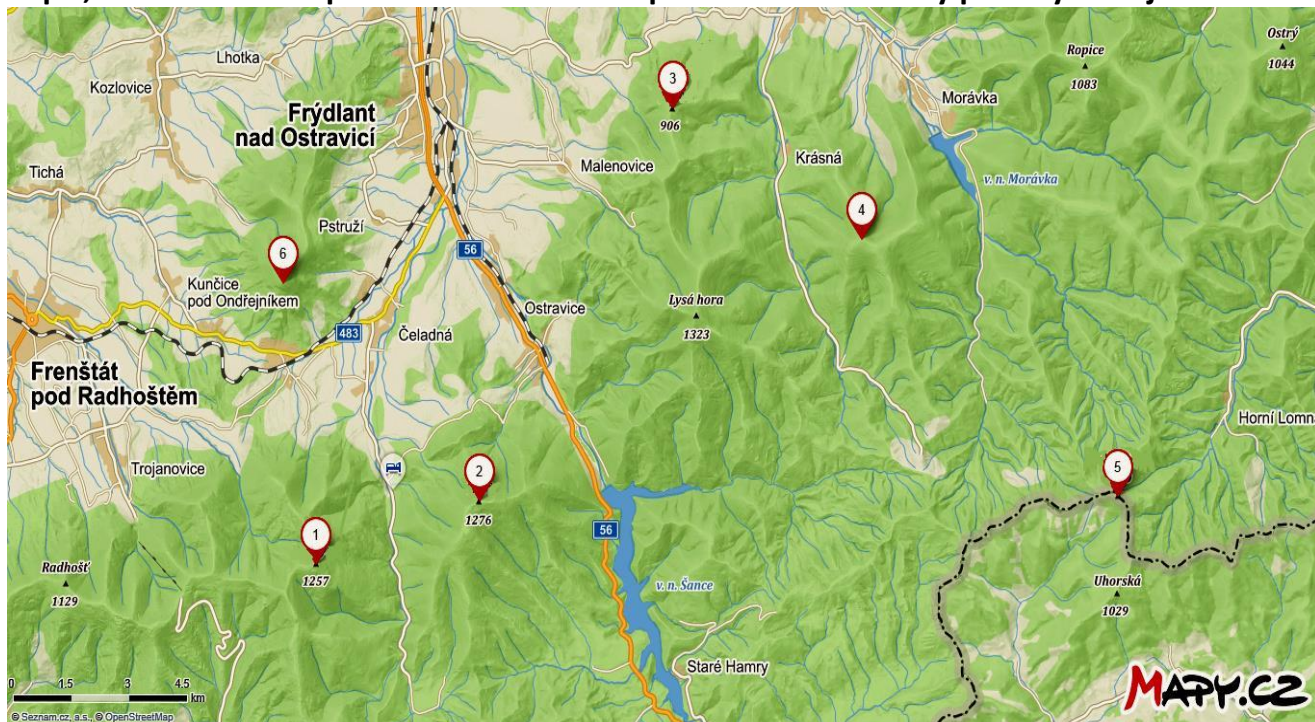 Lhotka
Kozlovice
Frýdlant
nad Ostravicí
Tichá
Pstruží
6
Kunčice
pod Ondřejníkem
56
483
Čeladná
Ostravice
Frenštát
pod Radhoštěm
Trojanovice
Malenovice
3
906
Krásná
4
Morávka
v. n. Morávka
Ropice
1083
Ostrý
1044
Lysá hora
1323
Horní Lomn
2
1276
1
1257
Radhošť
1129
56
v. n. Šance
Staré Hamry
5
Uhorská
1029
0 1.5 3 4.5
km
© Seznam.cz, a.s., © OpenStreetMap
MAPY.CZ